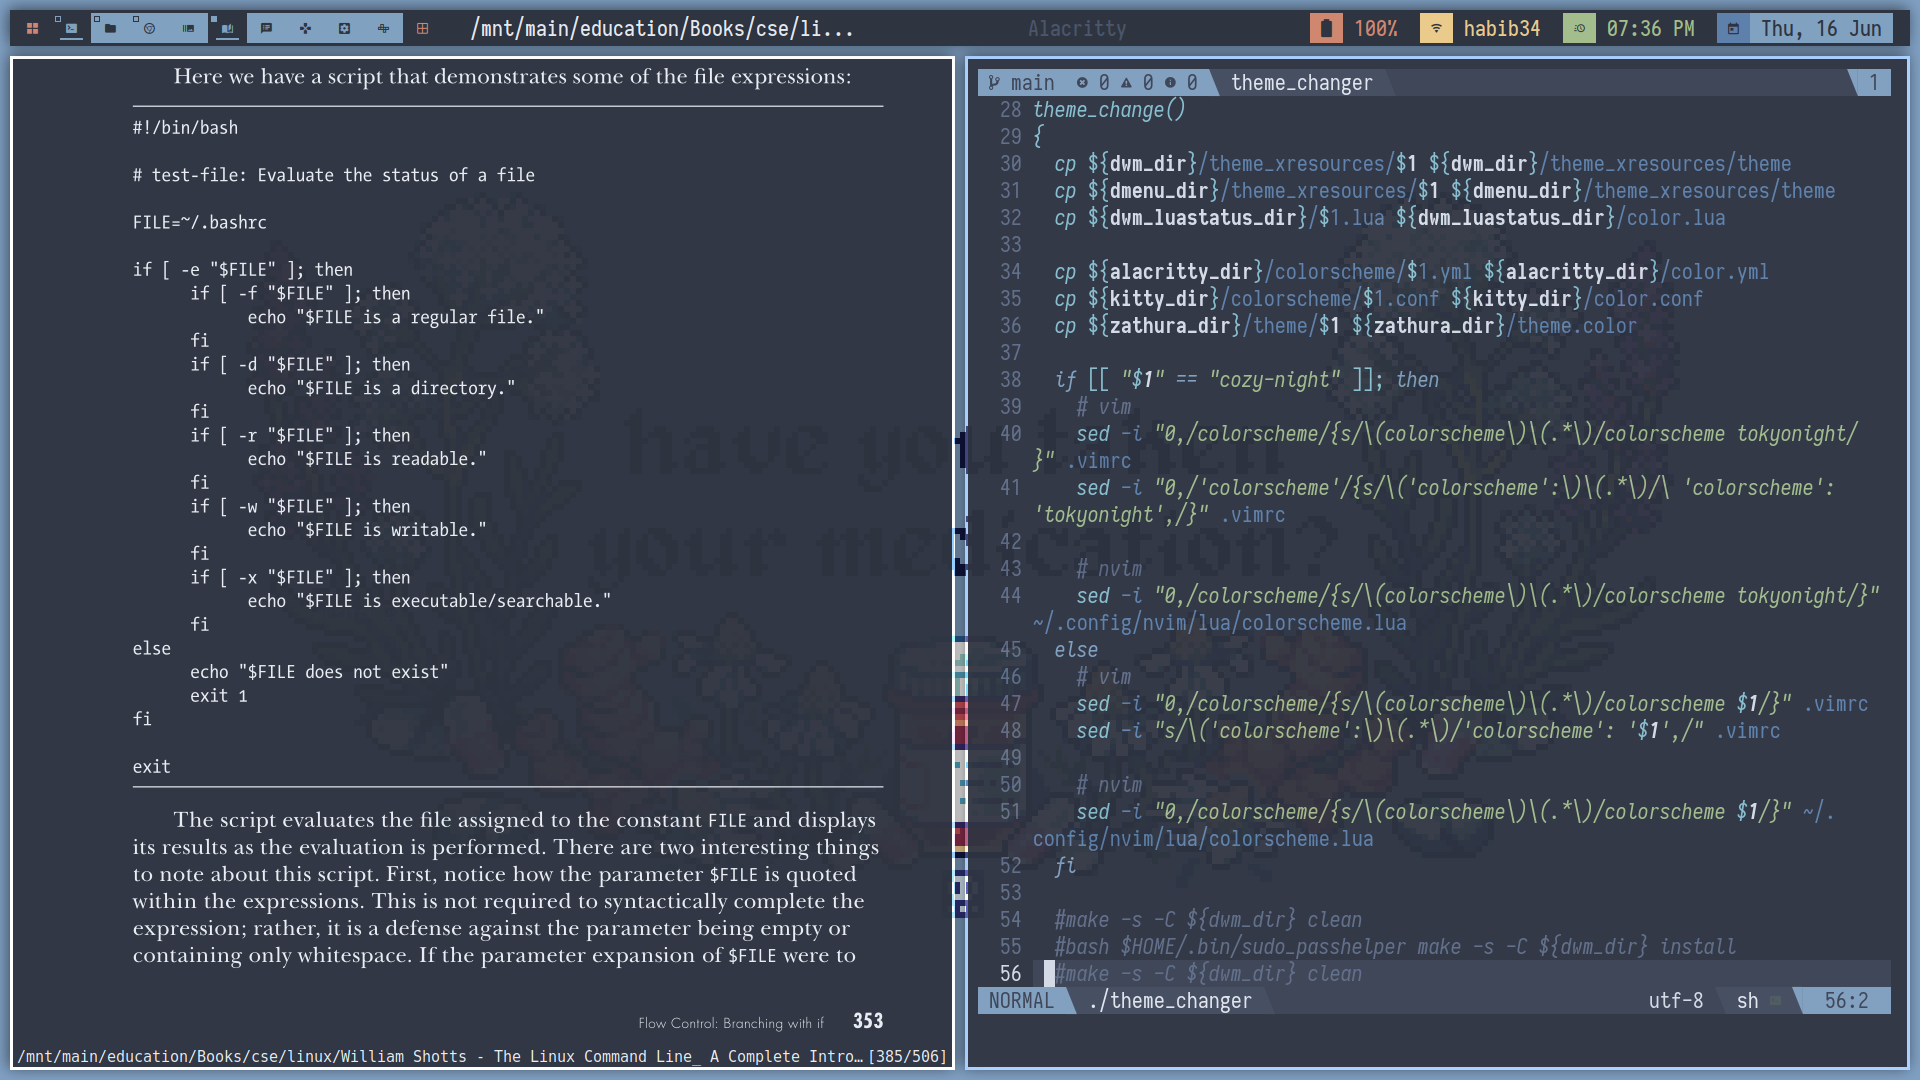 /mnt/main/education/Books/cse/li...
Alacritty
100%
habib34
07:36 PM
Thu, 16 Jun
Here we have a script that demonstrates some of the file expressions:
#!/bin/bash
# test-file: Evaluate the status of a file
FILE=~/.bashrc
if [ -e "$FILE" ]; then
if [ -f "$FILE" ]; then
echo "$FILE is a regular file."
fi
if [ -d "$FILE" ]; then
echo "$FILE is a directory."
fi
if [ -r "$FILE" ]; then
echo "$FILE is readable."
fi
if [ -w "$FILE" ]; then
echo "$FILE is writable."
fi
if [ -x "$FILE" ]; then
echo "$FILE is executable/searchable."
fi
else
echo "$FILE does not exist"
exit 1
fi
exit
The script evaluates the file assigned to the constant FILE and displays
its results as the evaluation is performed. There are two interesting things
to note about this script. First, notice how the parameter $FILE is quoted
within the expressions. This is not required to syntactically complete the
expression; rather, it is a defense against the parameter being empty or
containing only whitespace. If the parameter expansion of $FILE were to
Flow Control: Branching with if 353
/mnt/main/education/Books/cse/linux/William Shotts - The Linux Command Line_ A Complete Intro… [385/506]
main 0 0 0 theme_changer 1
28 theme_change()
29 {
30 cp ${dwm_dir}/theme_xresources/$1 ${dwm_dir}/theme_xresources/theme
31 cp ${dmenu_dir}/theme_xresources/$1 ${dmenu_dir}/theme_xresources/theme
32 cp ${dwm_luastatus_dir}/$1.lua ${dwm_luastatus_dir}/color.lua
33
34 cp ${alacritty_dir}/colorscheme/$1.yml ${alacritty_dir}/color.yml
35 cp ${kitty_dir}/colorscheme/$1.conf ${kitty_dir}/color.conf
36 cp ${zathura_dir}/theme/$1 ${zathura_dir}/theme.color
37
38 if [[ "$1" == "cozy-night" ]]; then
39 # vim
40 sed -i "0,/colorscheme/{s/\(colorscheme\)\(.*\)/colorscheme tokyonight/
}" .vimrc
41 sed -i "0,/'colorscheme'/{s/\('colorscheme':\)\(.*\)/\ 'colorscheme':
'tokyonight',/}" .vimrc
42
43 # nvim
44 sed -i "0,/colorscheme/{s/\(colorscheme\)\(.*\)/colorscheme tokyonight/}"
~/.config/nvim/lua/colorscheme.lua
45 else
46 # vim
47 sed -i "0,/colorscheme/{s/\(colorscheme\)\(.*\)/colorscheme $1/}" .vimrc
48 sed -i "s/\('colorscheme':\)\(.*\)/'colorscheme': '$1',/" .vimrc
49
50 # nvim
51 sed -i "0,/colorscheme/{s/\(colorscheme\)\(.*\)/colorscheme $1/}" ~/.
config/nvim/lua/colorscheme.lua
52 fi
53
54 #make -s -C ${dwm_dir} clean
55 #bash $HOME/.bin/sudo_passhelper make -s -C ${dwm_dir} install
56 #make -s -C ${dwm_dir} clean
NORMAL ./theme_changer utf-8 sh 56:2
have you taken
your medication?